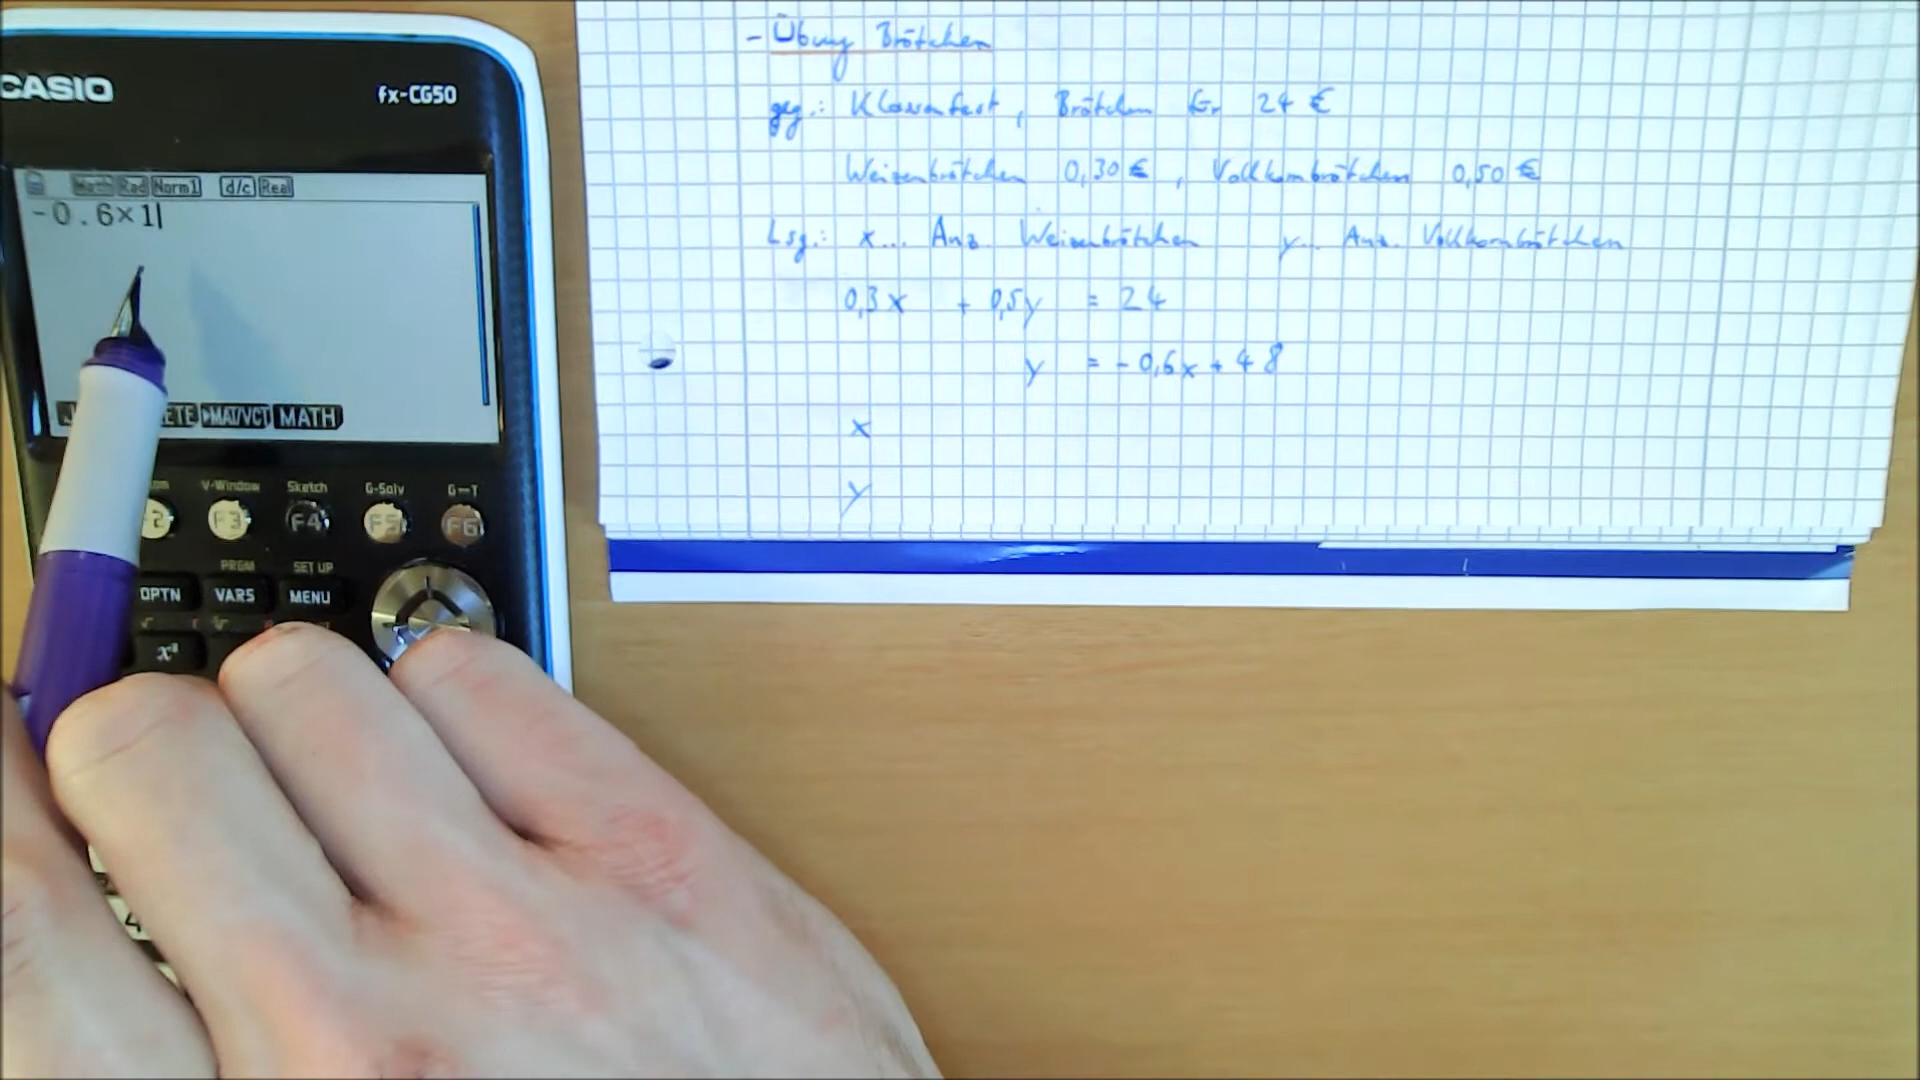 CASIO
fx-CG50
Math Rad Norm1 d/c Real
-0.6×1
▶MAT/VCT MATH
V-Window Sketch G-Solv G↔T
F3 F4 F5 F6
PRGM SET UP
OPTN VARS MENU
x²
4
- Übung Brötchen
geg.: Klassenfest, Brötchen für 24 €
Weizenbrötchen 0,30 €, Vollkornbrötchen 0,50 €
Lsg.: x... Anz. Weizenbrötchen y... Anz. Vollkornbrötchen
0,3x + 0,5y = 24
y = -0,6x + 48
x
y